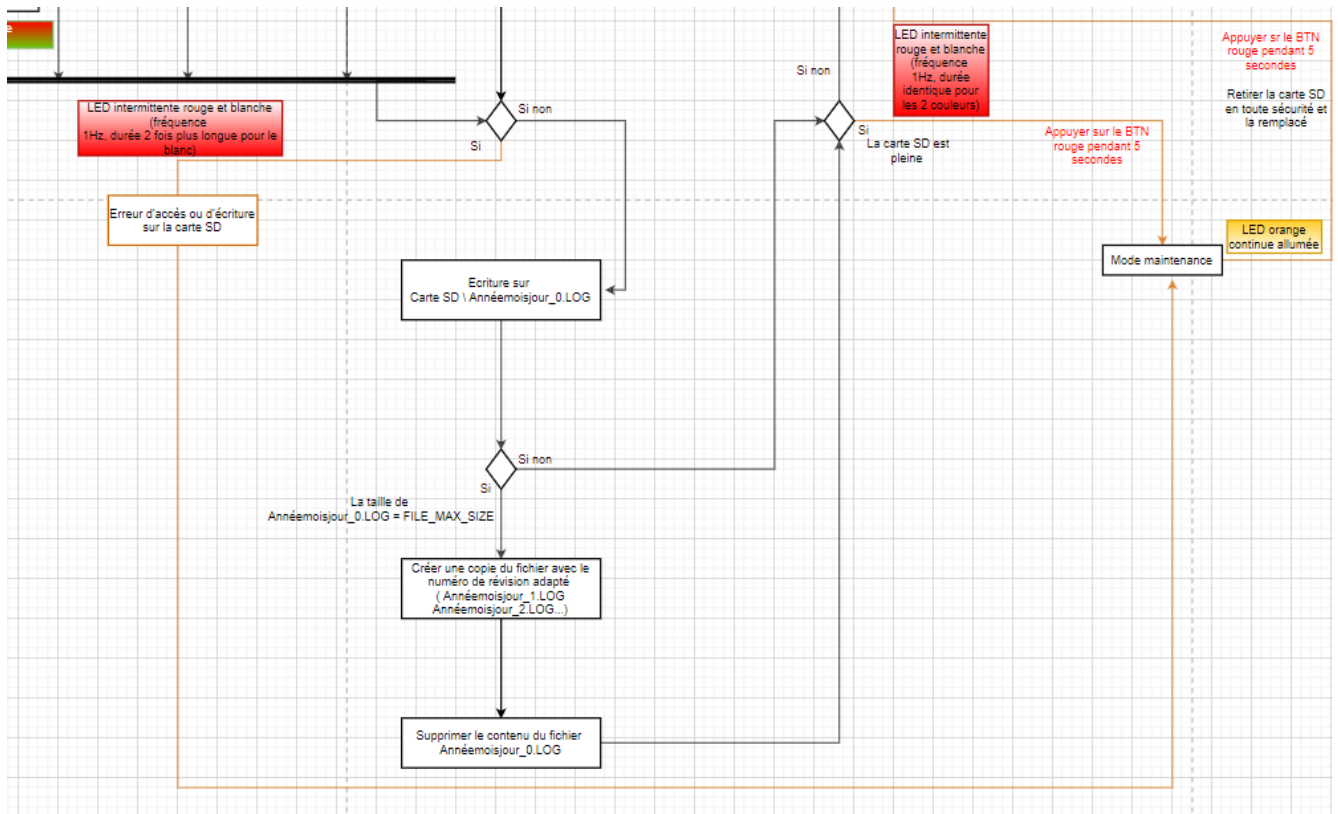 e
LED intermittente
rouge et blanche
(fréquence
1Hz, durée
identique pour
les 2 couleurs)
Appuyer sr le BTN
rouge pendant 5
secondes
Retirer la carte SD
en toute sécurité et
la remplacé
Si non
LED intermittente rouge et blanche
(fréquence
1Hz, durée 2 fois plus longue pour le
blanc)
Si non
Si
Si
La carte SD est
pleine
Appuyer sur le BTN
rouge pendant 5
secondes
Erreur d'accès ou d'écriture
sur la carte SD
LED orange
continue allumée
Mode maintenance
Ecriture sur
Carte SD \ Annéemoisjour_0.LOG
Si non
Si
La taille de
Annéemoisjour_0.LOG = FILE_MAX_SIZE
Créer une copie du fichier avec le
numéro de révision adapté
( Annéemoisjour_1.LOG
Annéemoisjour_2.LOG...)
Supprimer le contenu du fichier
Annéemoisjour_0.LOG